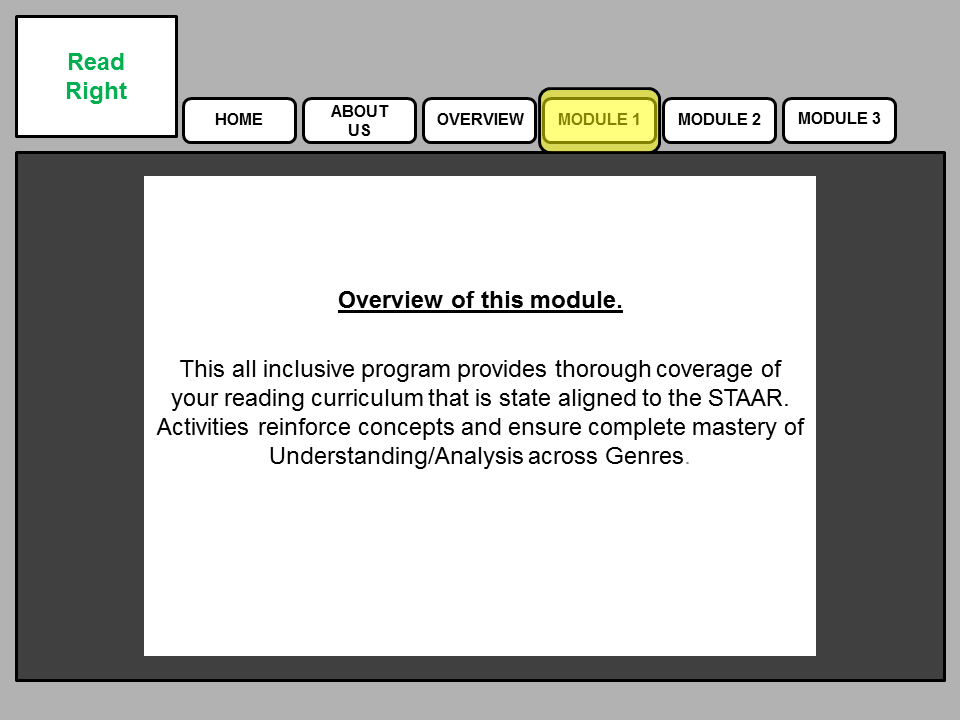 Read
Right
HOME
ABOUT
US
OVERVIEW
MODULE 1
MODULE 2
MODULE 3
Overview of this module.
This all inclusive program provides thorough coverage of
your reading curriculum that is state aligned to the STAAR.
Activities reinforce concepts and ensure complete mastery of
Understanding/Analysis across Genres.